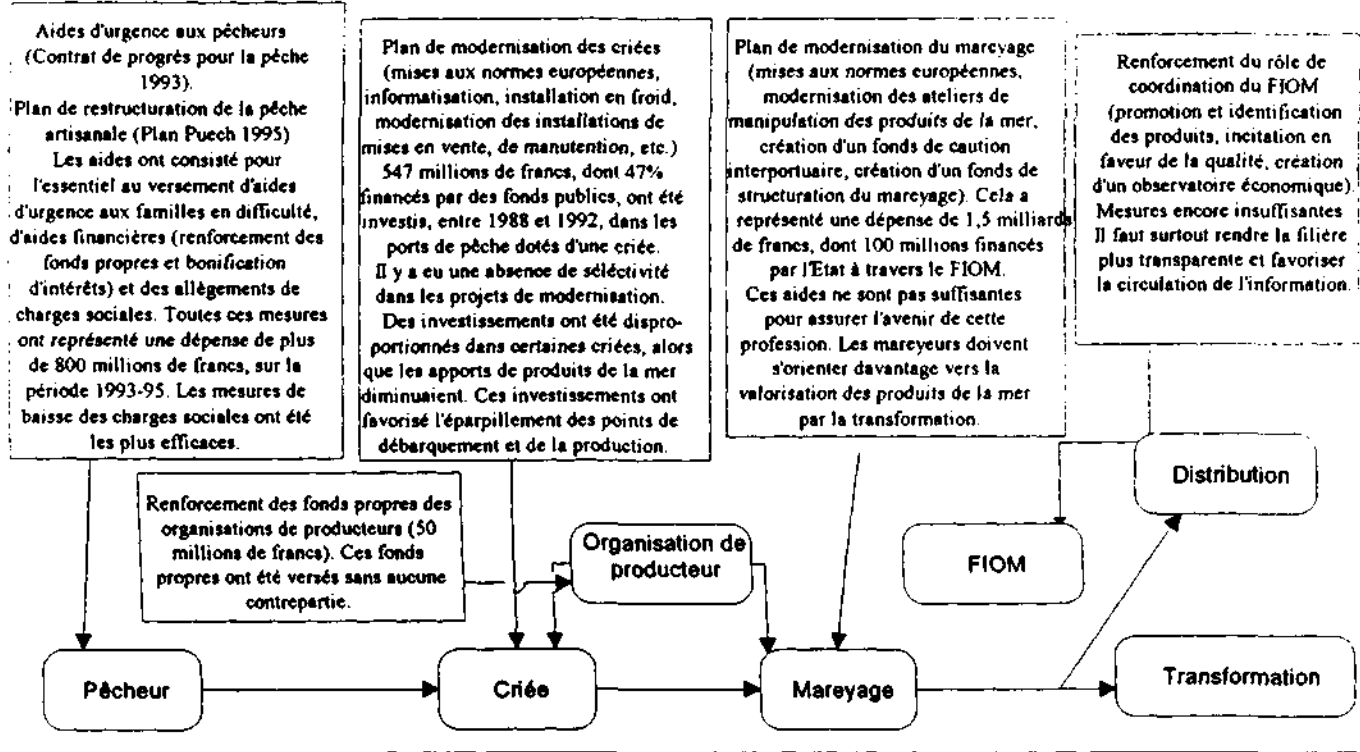 Aides d'urgence aux pêcheurs
(Contrat de progrès pour la pêche
1993).
Plan de restructuration de la pêche
artisanale (Plan Puech 1995)
Les aides ont consisté pour
l'essentiel au versement d'aides
d'urgence aux familles en difficulté,
d'aides financières (renforcement des
fonds propres et bonification
d'intérêts) et des allègements de
charges sociales. Toutes ces mesures
ont représenté une dépense de plus
de 800 millions de francs, sur la
période 1993-95. Les mesures de
baisse des charges sociales ont été
les plus efficaces.
Plan de modernisation des criées
(mises aux normes européennes,
informatisation, installation en froid,
modernisation des installations de
mises en vente, de manutention, etc.)
547 millions de francs, dont 47%
financés par des fonds publics, ont été
investis, entre 1988 et 1992, dans les
ports de pêche dotés d'une criée.
Il y a eu une absence de séléctivité
dans les projets de modernisation.
Des investissements ont été dispro-
portionnés dans certaines criées, alors
que les apports de produits de la mer
diminuaient. Ces investissements ont
favorisé l'éparpillement des points de
débarquement et de la production.
Plan de modernisation du mareyage
(mises aux normes européennes,
modernisation des ateliers de
manipulation des produits de la mer,
création d'un fonds de caution
interportuaire, création d'un fonds de
structuration du mareyage). Cela a
représenté une dépense de 1,5 milliards
de francs, dont 100 millions financés
par l'Etat à travers le FIOM.
Ces aides ne sont pas suffisantes
pour assurer l'avenir de cette
profession. Les mareyeurs doivent
s'orienter davantage vers la
valorisation des produits de la mer
par la transformation.
Renforcement du rôle de
coordination du FIOM
(promotion et identification
des produits, incitation en
faveur de la qualité, création
d'un observatoire économique).
Mesures encore insuffisantes
Il faut surtout rendre la filière
plus transparente et favoriser
la circulation de l'information.
Renforcement des fonds propres des
organisations de producteurs (50
millions de francs). Ces fonds
propres ont été versés sans aucune
contrepartie.
Organisation de
producteur
FIOM
Distribution
Pêcheur
Criée
Mareyage
Transformation